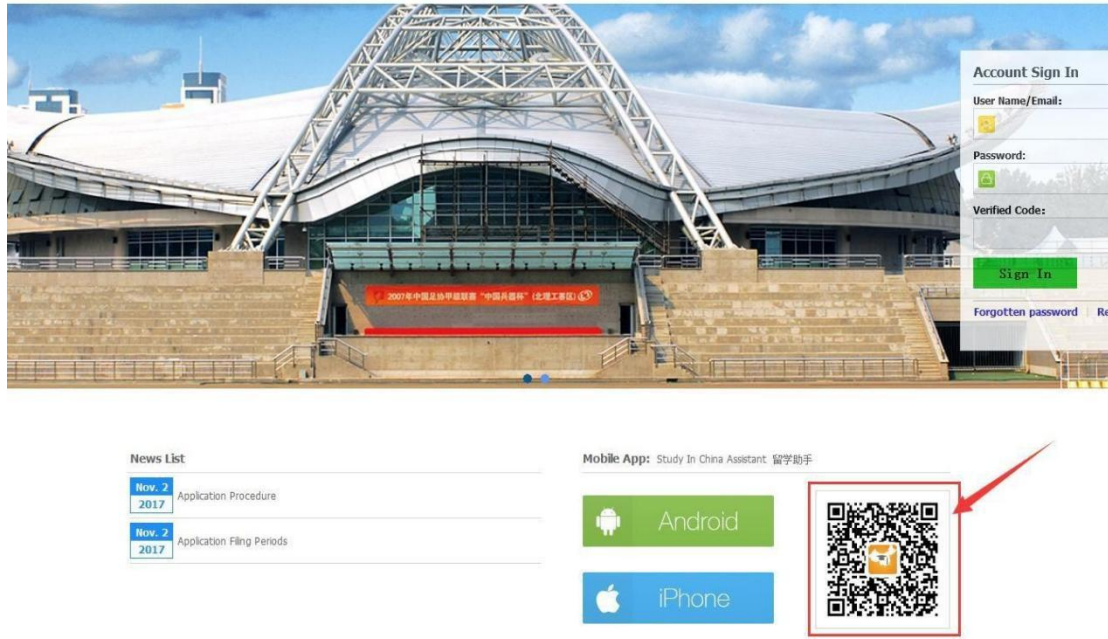 Account Sign In
User Name/Email:
Password:
Verified Code:
Sign In
Forgotten password | Re
2007年中国足协甲级联赛 "中国兵器杯" (北理工赛区)
News List
Nov. 2
2017
Application Procedure
Nov. 2
2017
Application Filing Periods
Mobile App: Study In China Assistant 留学助手
Android
iPhone